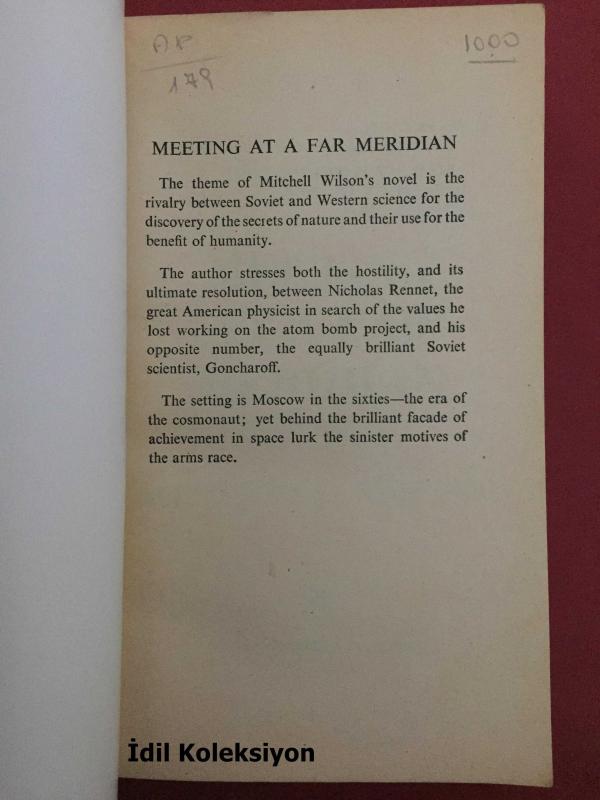 AP
179
1000
MEETING AT A FAR MERIDIAN
The theme of Mitchell Wilson's novel is the
rivalry between Soviet and Western science for the
discovery of the secrets of nature and their use for the
benefit of humanity.
The author stresses both the hostility, and its
ultimate resolution, between Nicholas Rennet, the
great American physicist in search of the values he
lost working on the atom bomb project, and his
opposite number, the equally brilliant Soviet
scientist, Goncharoff.
The setting is Moscow in the sixties—the era of
the cosmonaut; yet behind the brilliant facade of
achievement in space lurk the sinister motives of
the arms race.
İdil Koleksiyon